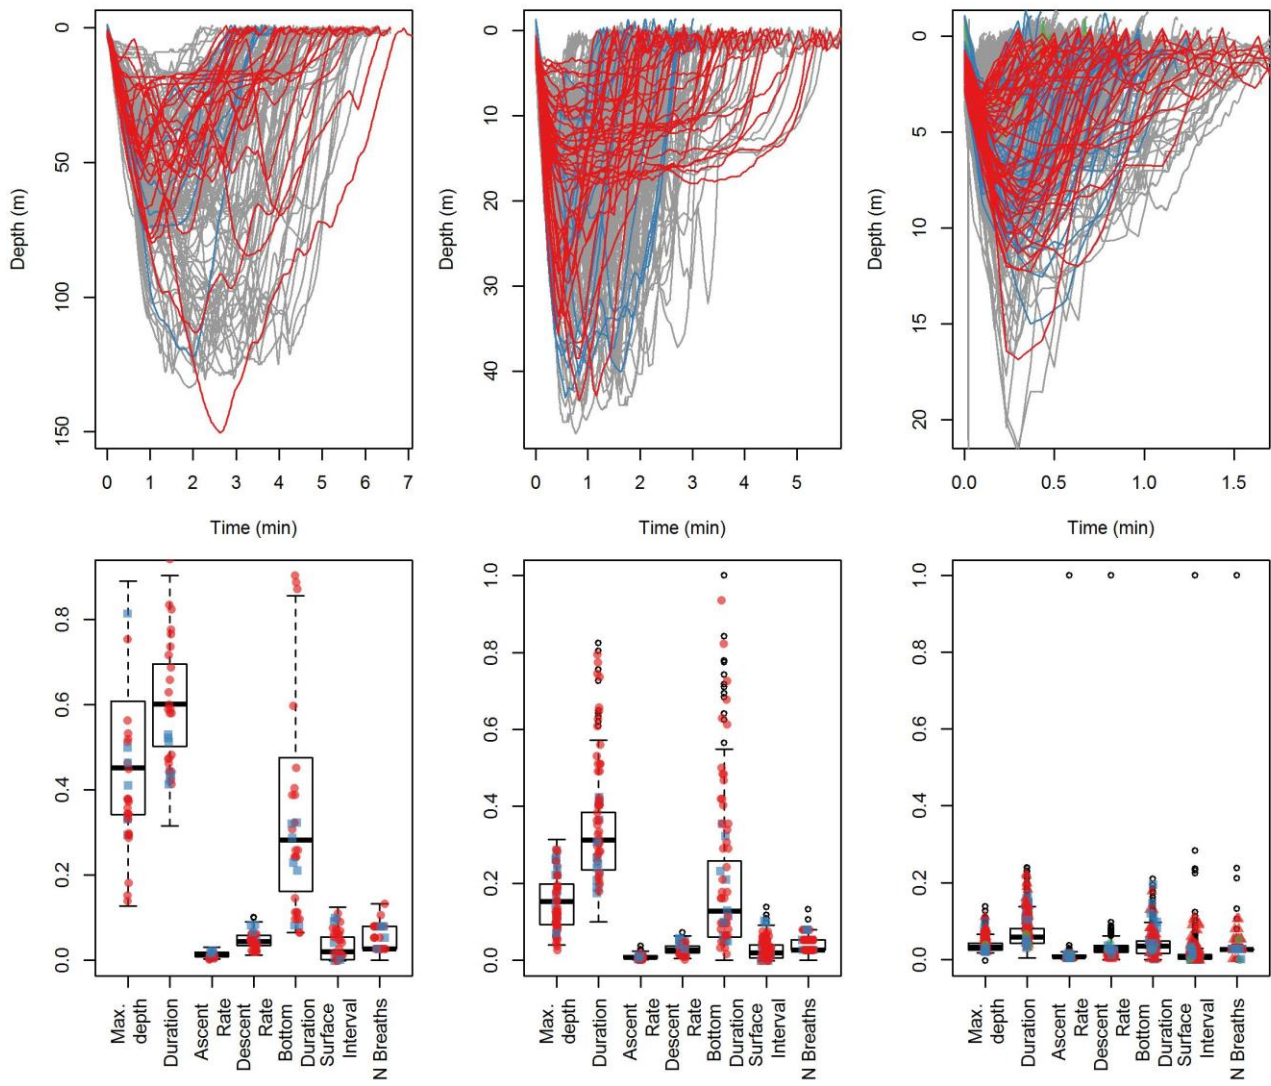 0
50
100
150
Depth (m)
0 1 2 3 4 5 6 7
Time (min)
0
10
20
30
40
Depth (m)
0 1 2 3 4 5
Time (min)
0
5
10
15
20
Depth (m)
0.0 0.5 1.0 1.5
Time (min)
0.8
0.6
0.4
0.2
0.0
Max.
depth
Duration
Ascent
Rate
Descent
Rate
Bottom
Duration
Surface
Interval
N Breaths
1.0
0.8
0.6
0.4
0.2
0.0
Max.
depth
Duration
Ascent
Rate
Descent
Rate
Bottom
Duration
Surface
Interval
N Breaths
1.0
0.8
0.6
0.4
0.2
0.0
Max.
depth
Duration
Ascent
Rate
Descent
Rate
Bottom
Duration
Surface
Interval
N Breaths